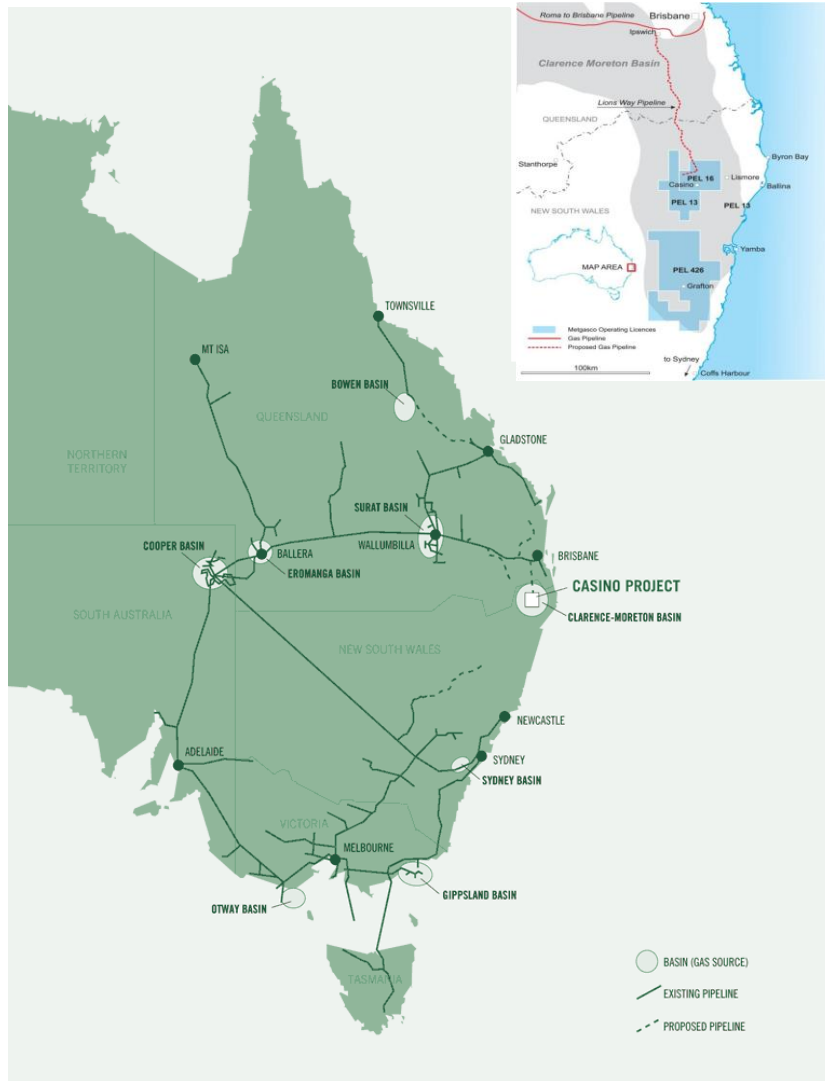 Roma to Brisbane Pipeline
Brisbane
Ipswich
Clarence Moreton Basin
Lions Way Pipeline
QUEENSLAND
Stanthorpe
Byron Bay
PEL 16
Lismore
Casino
Ballina
PEL 13
PEL 13
NEW SOUTH WALES
Yamba
MAP AREA
PEL 426
Grafton
Metgasco Operating Licences
Gas Pipeline
Proposed Gas Pipeline
to Sydney
100km
Coffs Harbour
TOWNSVILLE
MT ISA
BOWEN BASIN
QUEENSLAND
GLADSTONE
NORTHERN
TERRITORY
SURAT BASIN
COOPER BASIN
WALLUMBILLA
BALLERA
BRISBANE
EROMANGA BASIN
CASINO PROJECT
SOUTH AUSTRALIA
CLARENCE-MORETON BASIN
NEW SOUTH WALES
NEWCASTLE
ADELAIDE
SYDNEY
SYDNEY BASIN
VICTORIA
MELBOURNE
GIPPSLAND BASIN
OTWAY BASIN
TASMANIA
BASIN (GAS SOURCE)
EXISTING PIPELINE
PROPOSED PIPELINE